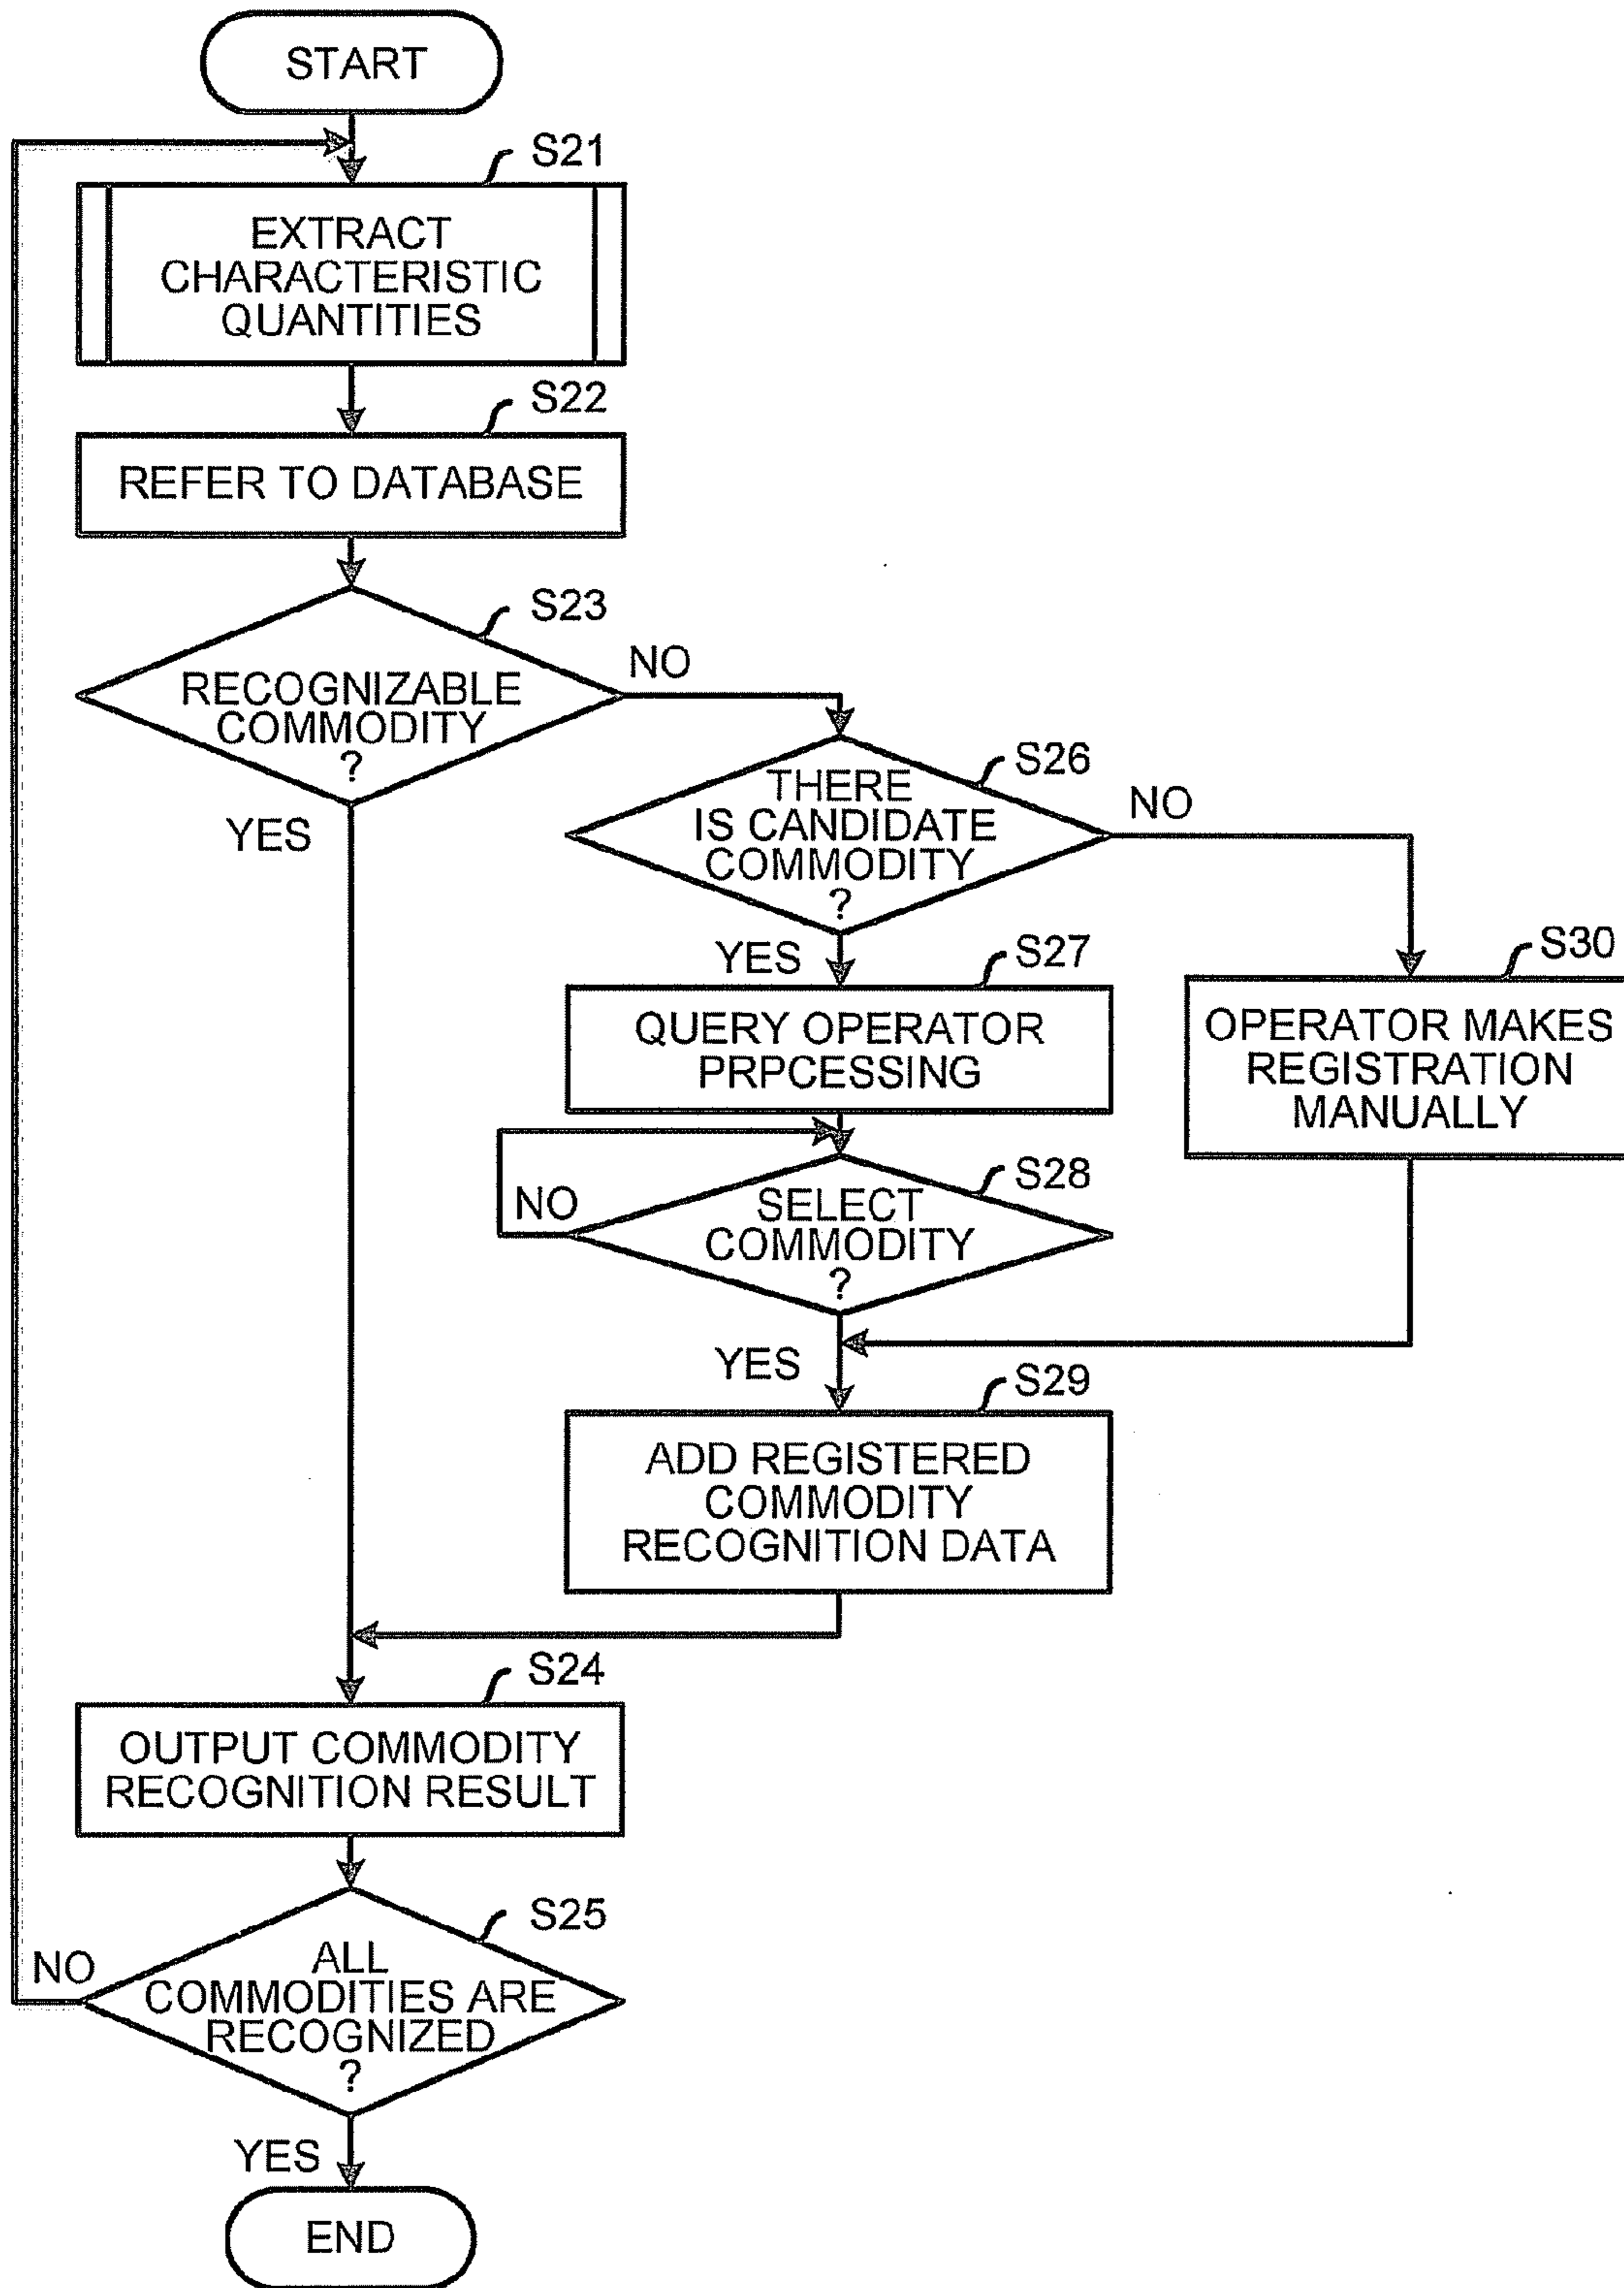 START
S21
EXTRACT
CHARACTERISTIC
QUANTITIES
S22
REFER TO DATABASE
S23
RECOGNIZABLE
COMMODITY
?
NO
YES
S26
THERE
IS CANDIDATE
COMMODITY
?
NO
YES
S27
QUERY OPERATOR
PRPCESSING
S30
OPERATOR MAKES
REGISTRATION
MANUALLY
S28
SELECT
COMMODITY
?
NO
YES
S29
ADD REGISTERED
COMMODITY
RECOGNITION DATA
S24
OUTPUT COMMODITY
RECOGNITION RESULT
S25
ALL
COMMODITIES ARE
RECOGNIZED
?
NO
YES
END